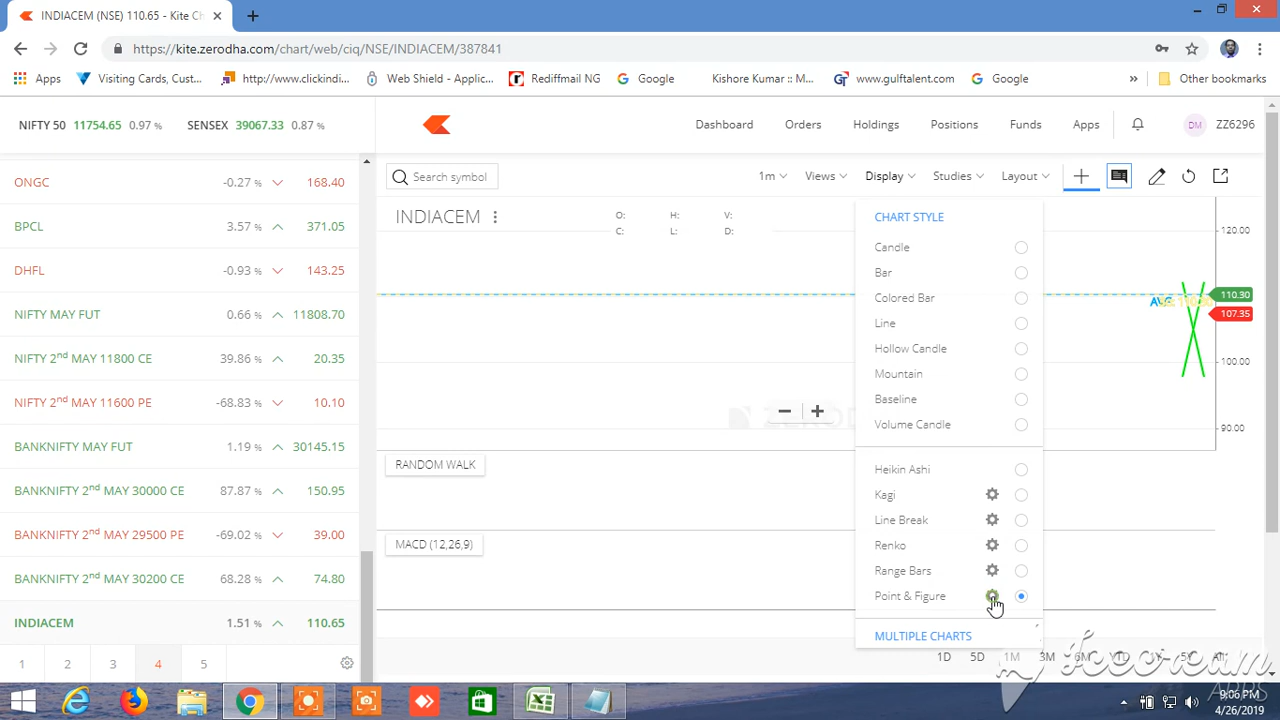 INDIACEM (NSE) 110.65 - Kite Ch
https://kite.zerodha.com/chart/web/ciq/NSE/INDIACEM/387841
Apps
Visiting Cards, Cust...
http://www.clickindi...
Web Shield - Applic...
Rediffmail NG
Google
Kishore Kumar :: M...
www.gulftalent.com
Google
»
Other bookmarks
NIFTY 50 11754.65 0.97 %
SENSEX 39067.33 0.87 %
Dashboard
Orders
Holdings
Positions
Funds
Apps
DM
ZZ6296
ONGC -0.27 % 168.40
BPCL 3.57 % 371.05
DHFL -0.93 % 143.25
NIFTY MAY FUT 0.66 % 11808.70
NIFTY 2nd MAY 11800 CE 39.86 % 20.35
NIFTY 2nd MAY 11600 PE -68.83 % 10.10
BANKNIFTY MAY FUT 1.19 % 30145.15
BANKNIFTY 2nd MAY 30000 CE 87.87 % 150.95
BANKNIFTY 2nd MAY 29500 PE -69.02 % 39.00
BANKNIFTY 2nd MAY 30200 CE 68.28 % 74.80
INDIACEM 1.51 % 110.65
1 2 3 4 5
Search symbol
1m
Views
Display
Studies
Layout
INDIACEM
O: H: V:
C: L: D:
CHART STYLE
Candle
Bar
Colored Bar
Line
Hollow Candle
Mountain
Baseline
Volume Candle
Heikin Ashi
Kagi
Line Break
Renko
Range Bars
Point & Figure
MULTIPLE CHARTS
120.00
110.30
107.35
100.00
90.00
RANDOM WALK
MACD (12,26,9)
1D 5D 1M 3M 6M YTD 1Y 5Y All
Icecream
APPS
9:06 PM
4/26/2019